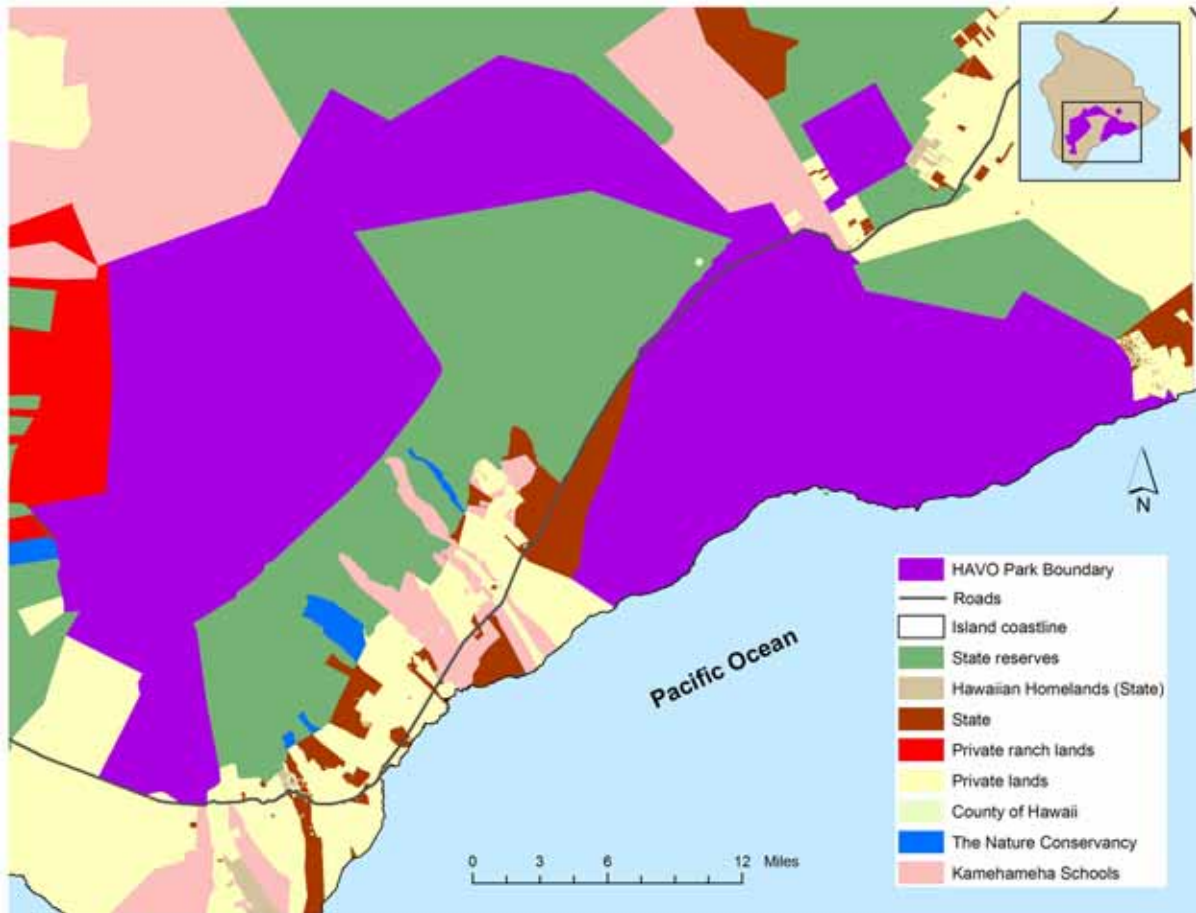 N
HAVO Park Boundary
Roads
Island coastline
State reserves
Hawaiian Homelands (State)
State
Private ranch lands
Private lands
County of Hawaii
The Nature Conservancy
Kamehameha Schools
Pacific Ocean
0 3 6 12 Miles